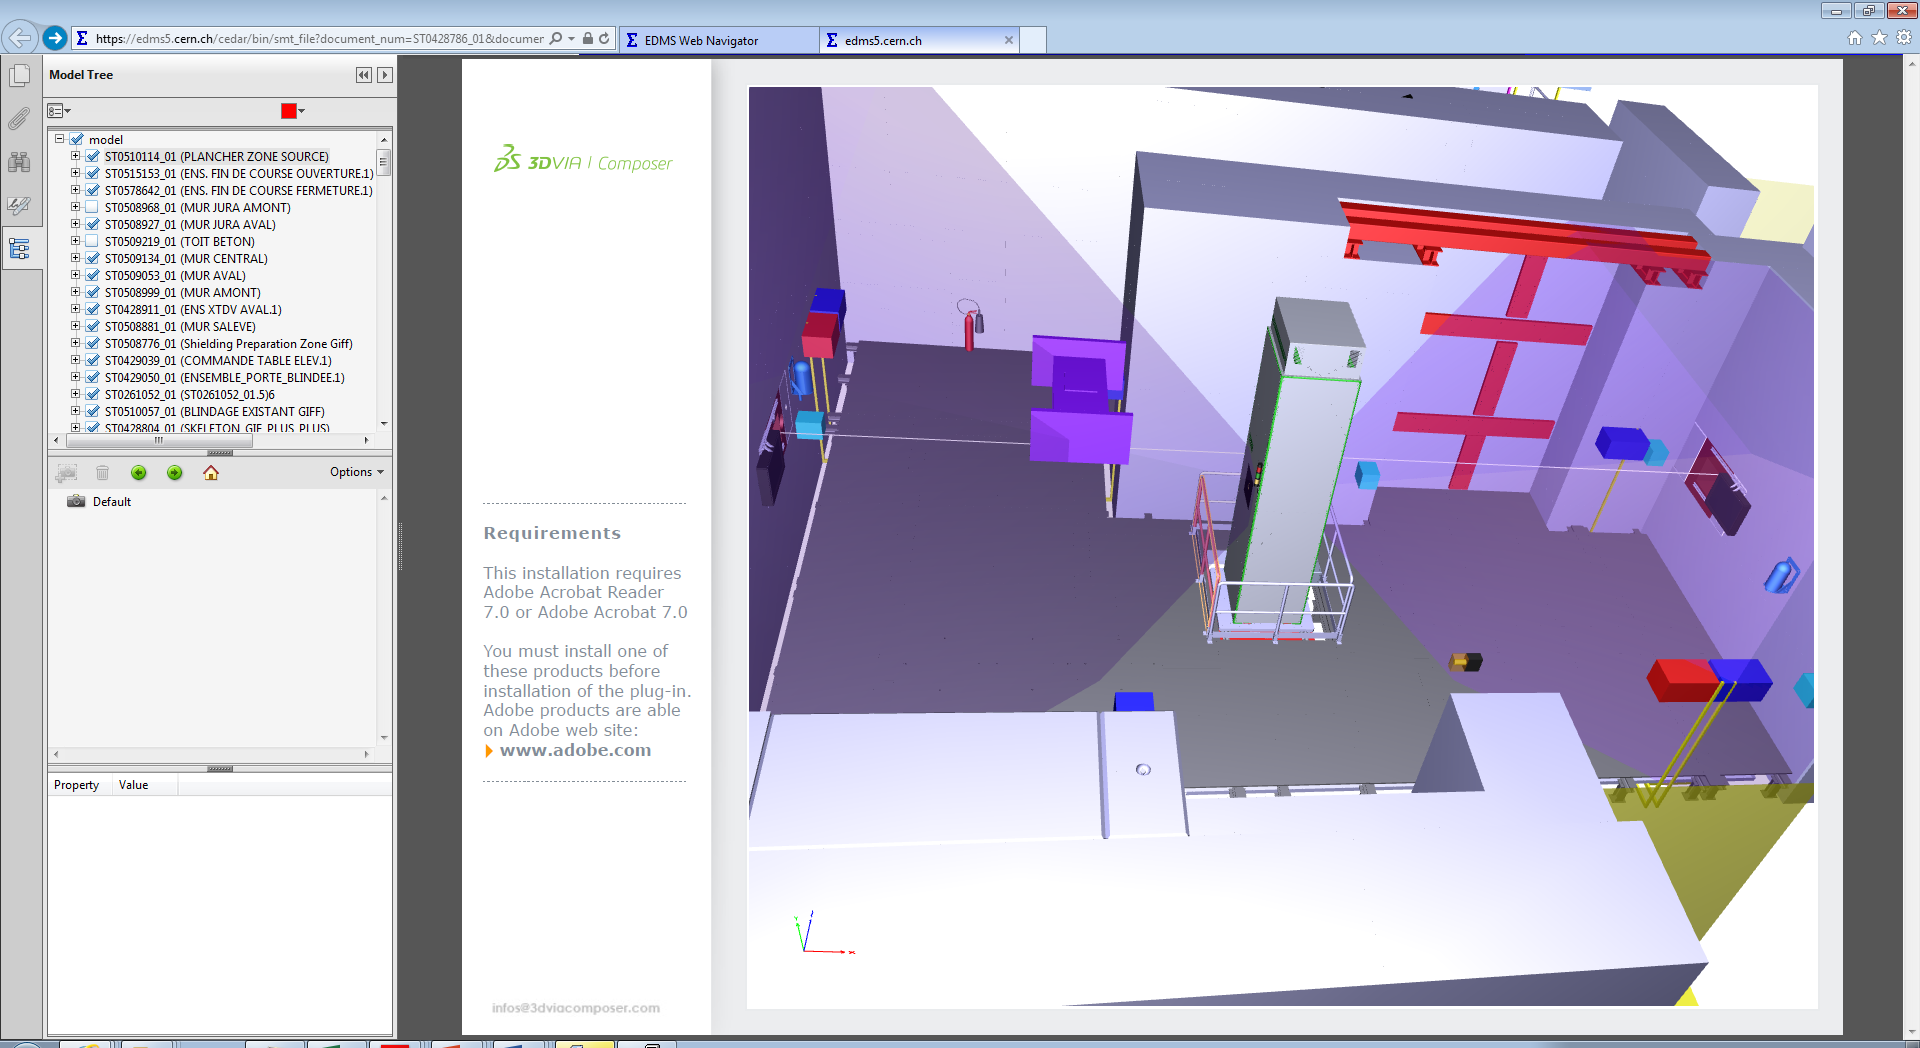 https://edms5.cern.ch/cedar/bin/smt_file?document_num=ST0428786_01&documer
EDMS Web Navigator
edms5.cern.ch
Model Tree
model
ST0510114_01 (PLANCHER ZONE SOURCE)
ST0515153_01 (ENS. FIN DE COURSE OUVERTURE.1)
ST0578642_01 (ENS. FIN DE COURSE FERMETURE.1)
ST0508968_01 (MUR JURA AMONT)
ST0508927_01 (MUR JURA AVAL)
ST0509219_01 (TOIT BETON)
ST0509134_01 (MUR CENTRAL)
ST0509053_01 (MUR AVAL)
ST0508999_01 (MUR AMONT)
ST0428911_01 (ENS XTDV AVAL.1)
ST0508881_01 (MUR SALEVE)
ST0508776_01 (Shielding Preparation Zone Giff)
ST0429039_01 (COMMANDE TABLE ELEV.1)
ST0429050_01 (ENSEMBLE_PORTE_BLINDEE.1)
ST0261052_01 (ST0261052_01.5)6
ST0510057_01 (BLINDAGE EXISTANT GIFF)
ST0428804_01 (SKELETON_GIF_PLUS_PLUS)
Options
Default
Property Value
3DVIA | Composer
Requirements
This installation requires
Adobe Acrobat Reader
7.0 or Adobe Acrobat 7.0
You must install one of
these products before
installation of the plug-in.
Adobe products are able
on Adobe web site:
www.adobe.com
infos@3dviacomposer.com